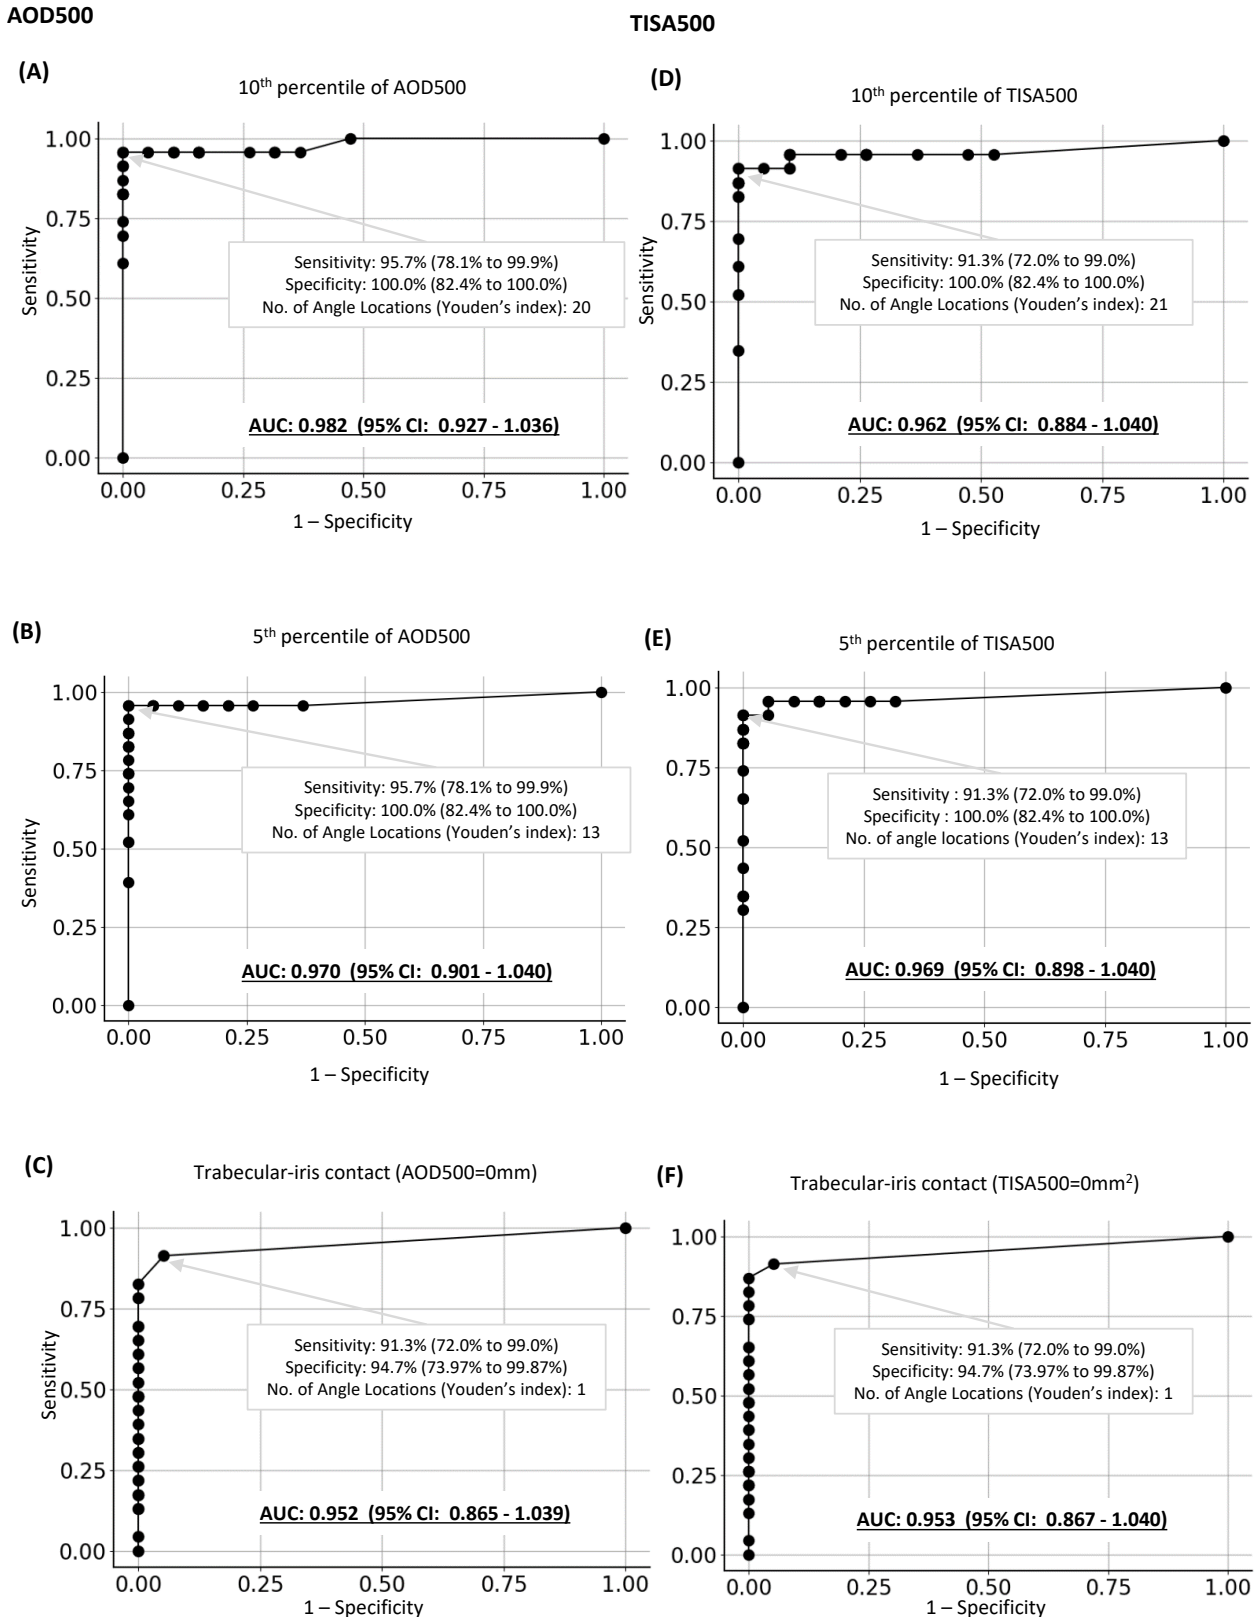 AOD500
TISA500
(A)
10th percentile of AOD500
1.00
0.75
0.50
0.25
0.00
Sensitivity
Sensitivity: 95.7% (78.1% to 99.9%)
Specificity: 100.0% (82.4% to 100.0%)
No. of Angle Locations (Youden's index): 20
AUC: 0.982 (95% CI: 0.927 - 1.036)
0.00 0.25 0.50 0.75 1.00
1 – Specificity
(D)
10th percentile of TISA500
1.00
0.75
0.50
0.25
0.00
Sensitivity
Sensitivity: 91.3% (72.0% to 99.0%)
Specificity: 100.0% (82.4% to 100.0%)
No. of Angle Locations (Youden's index): 21
AUC: 0.962 (95% CI: 0.884 - 1.040)
0.00 0.25 0.50 0.75 1.00
1 – Specificity
(B)
5th percentile of AOD500
1.00
0.75
0.50
0.25
0.00
Sensitivity
Sensitivity: 95.7% (78.1% to 99.9%)
Specificity: 100.0% (82.4% to 100.0%)
No. of Angle Locations (Youden's index): 13
AUC: 0.970 (95% CI: 0.901 - 1.040)
0.00 0.25 0.50 0.75 1.00
1 – Specificity
(E)
5th percentile of TISA500
1.00
0.75
0.50
0.25
0.00
Sensitivity : 91.3% (72.0% to 99.0%)
Specificity : 100.0% (82.4% to 100.0%)
No. of angle locations (Youden's index): 13
AUC: 0.969 (95% CI: 0.898 - 1.040)
0.00 0.25 0.50 0.75 1.00
1 – Specificity
(C)
Trabecular-iris contact (AOD500=0mm)
1.00
0.75
0.50
0.25
0.00
Sensitivity
Sensitivity: 91.3% (72.0% to 99.0%)
Specificity: 94.7% (73.97% to 99.87%)
No. of Angle Locations (Youden's index): 1
AUC: 0.952 (95% CI: 0.865 - 1.039)
0.00 0.25 0.50 0.75 1.00
1 – Specificity
(F)
Trabecular-iris contact (TISA500=0mm²)
1.00
0.75
0.50
0.25
0.00
Sensitivity: 91.3% (72.0% to 99.0%)
Specificity: 94.7% (73.97% to 99.87%)
No. of Angle Locations (Youden's index): 1
AUC: 0.953 (95% CI: 0.867 - 1.040)
0.00 0.25 0.50 0.75 1.00
1 – Specificity